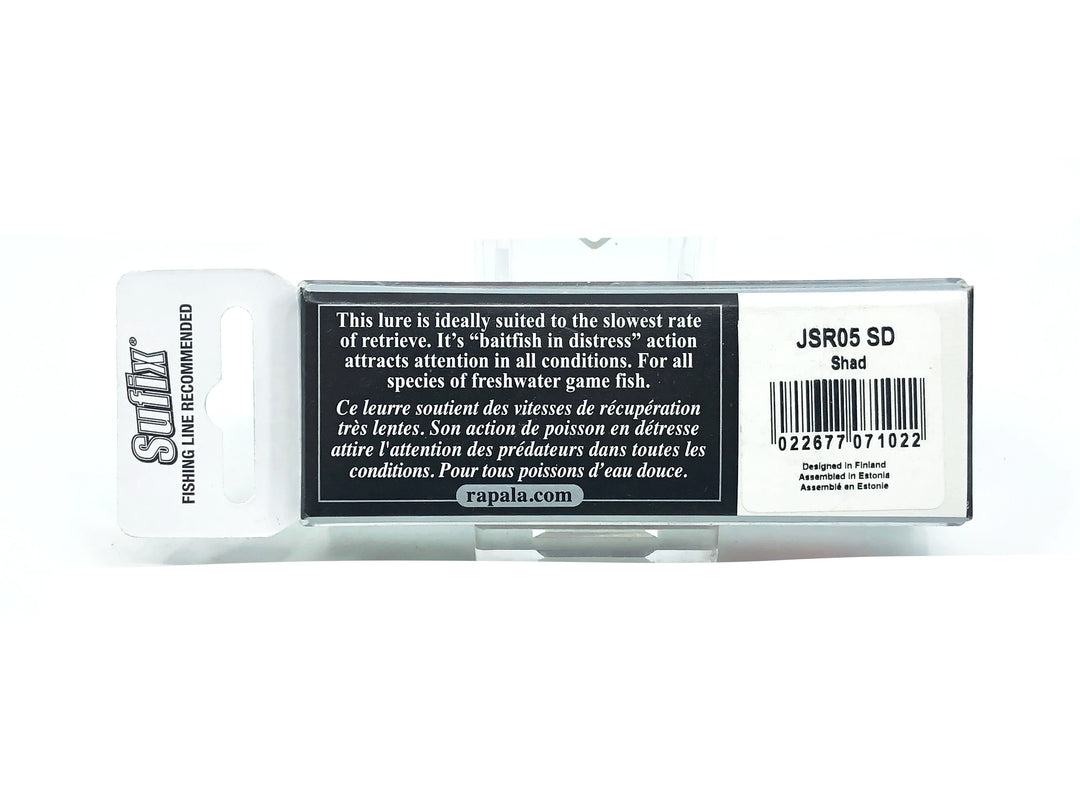 Sufix®
FISHING LINE RECOMMENDED
This lure is ideally suited to the slowest rate
of retrieve. It's “baitfish in distress” action
attracts attention in all conditions. For all
species of freshwater game fish.
Ce leurre soutient des vitesses de récupération
très lentes. Son action de poisson en détresse
attire l'attention des prédateurs dans toutes les
conditions. Pour tous poissons d’eau douce.
rapala.com
JSR05 SD
Shad
022677 071022
Designed in Finland
Assembled in Estonia
Assemblé en Estonie